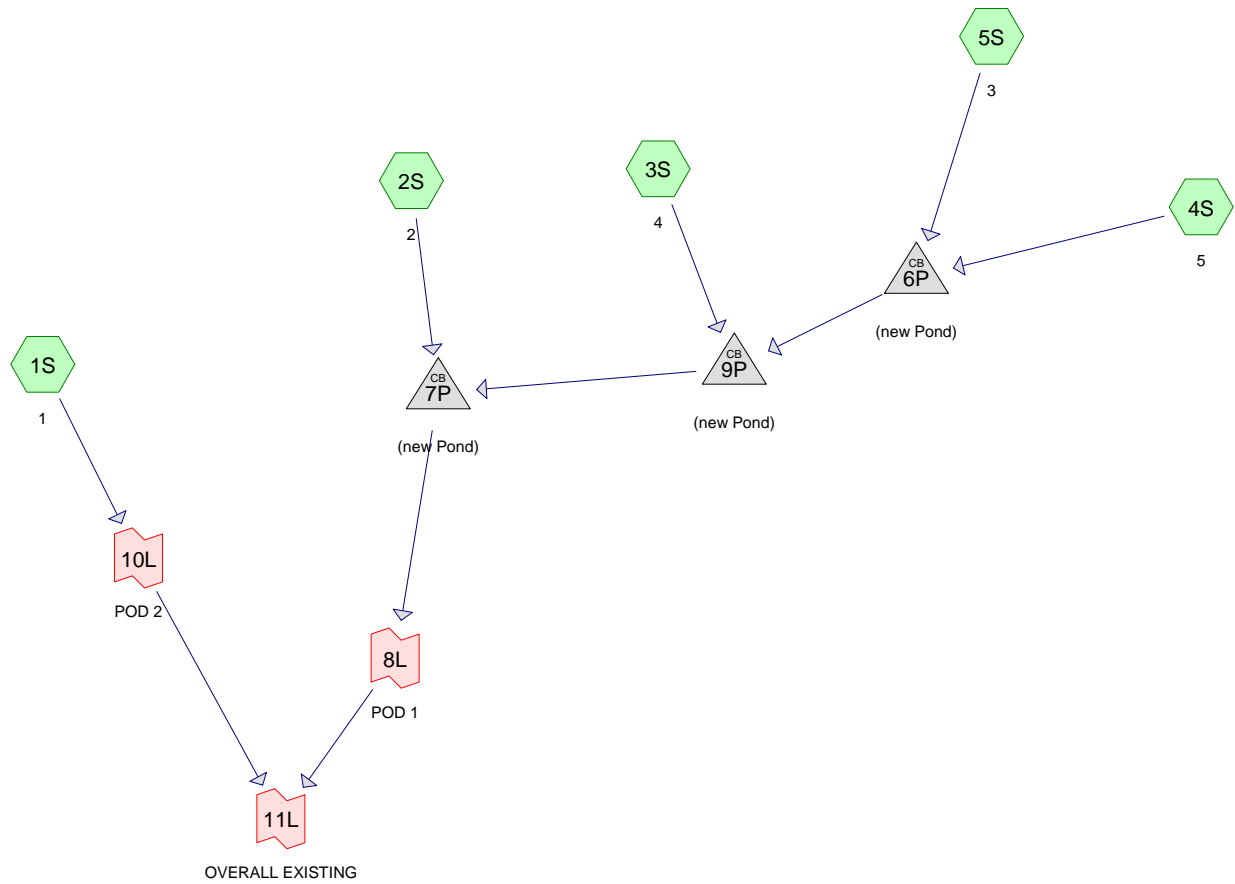 5S
3
3S
4
2S
2
4S
5
CB
6P
(new Pond)
CB
9P
(new Pond)
CB
7P
(new Pond)
1S
1
10L
POD 2
8L
POD 1
11L
OVERALL EXISTING